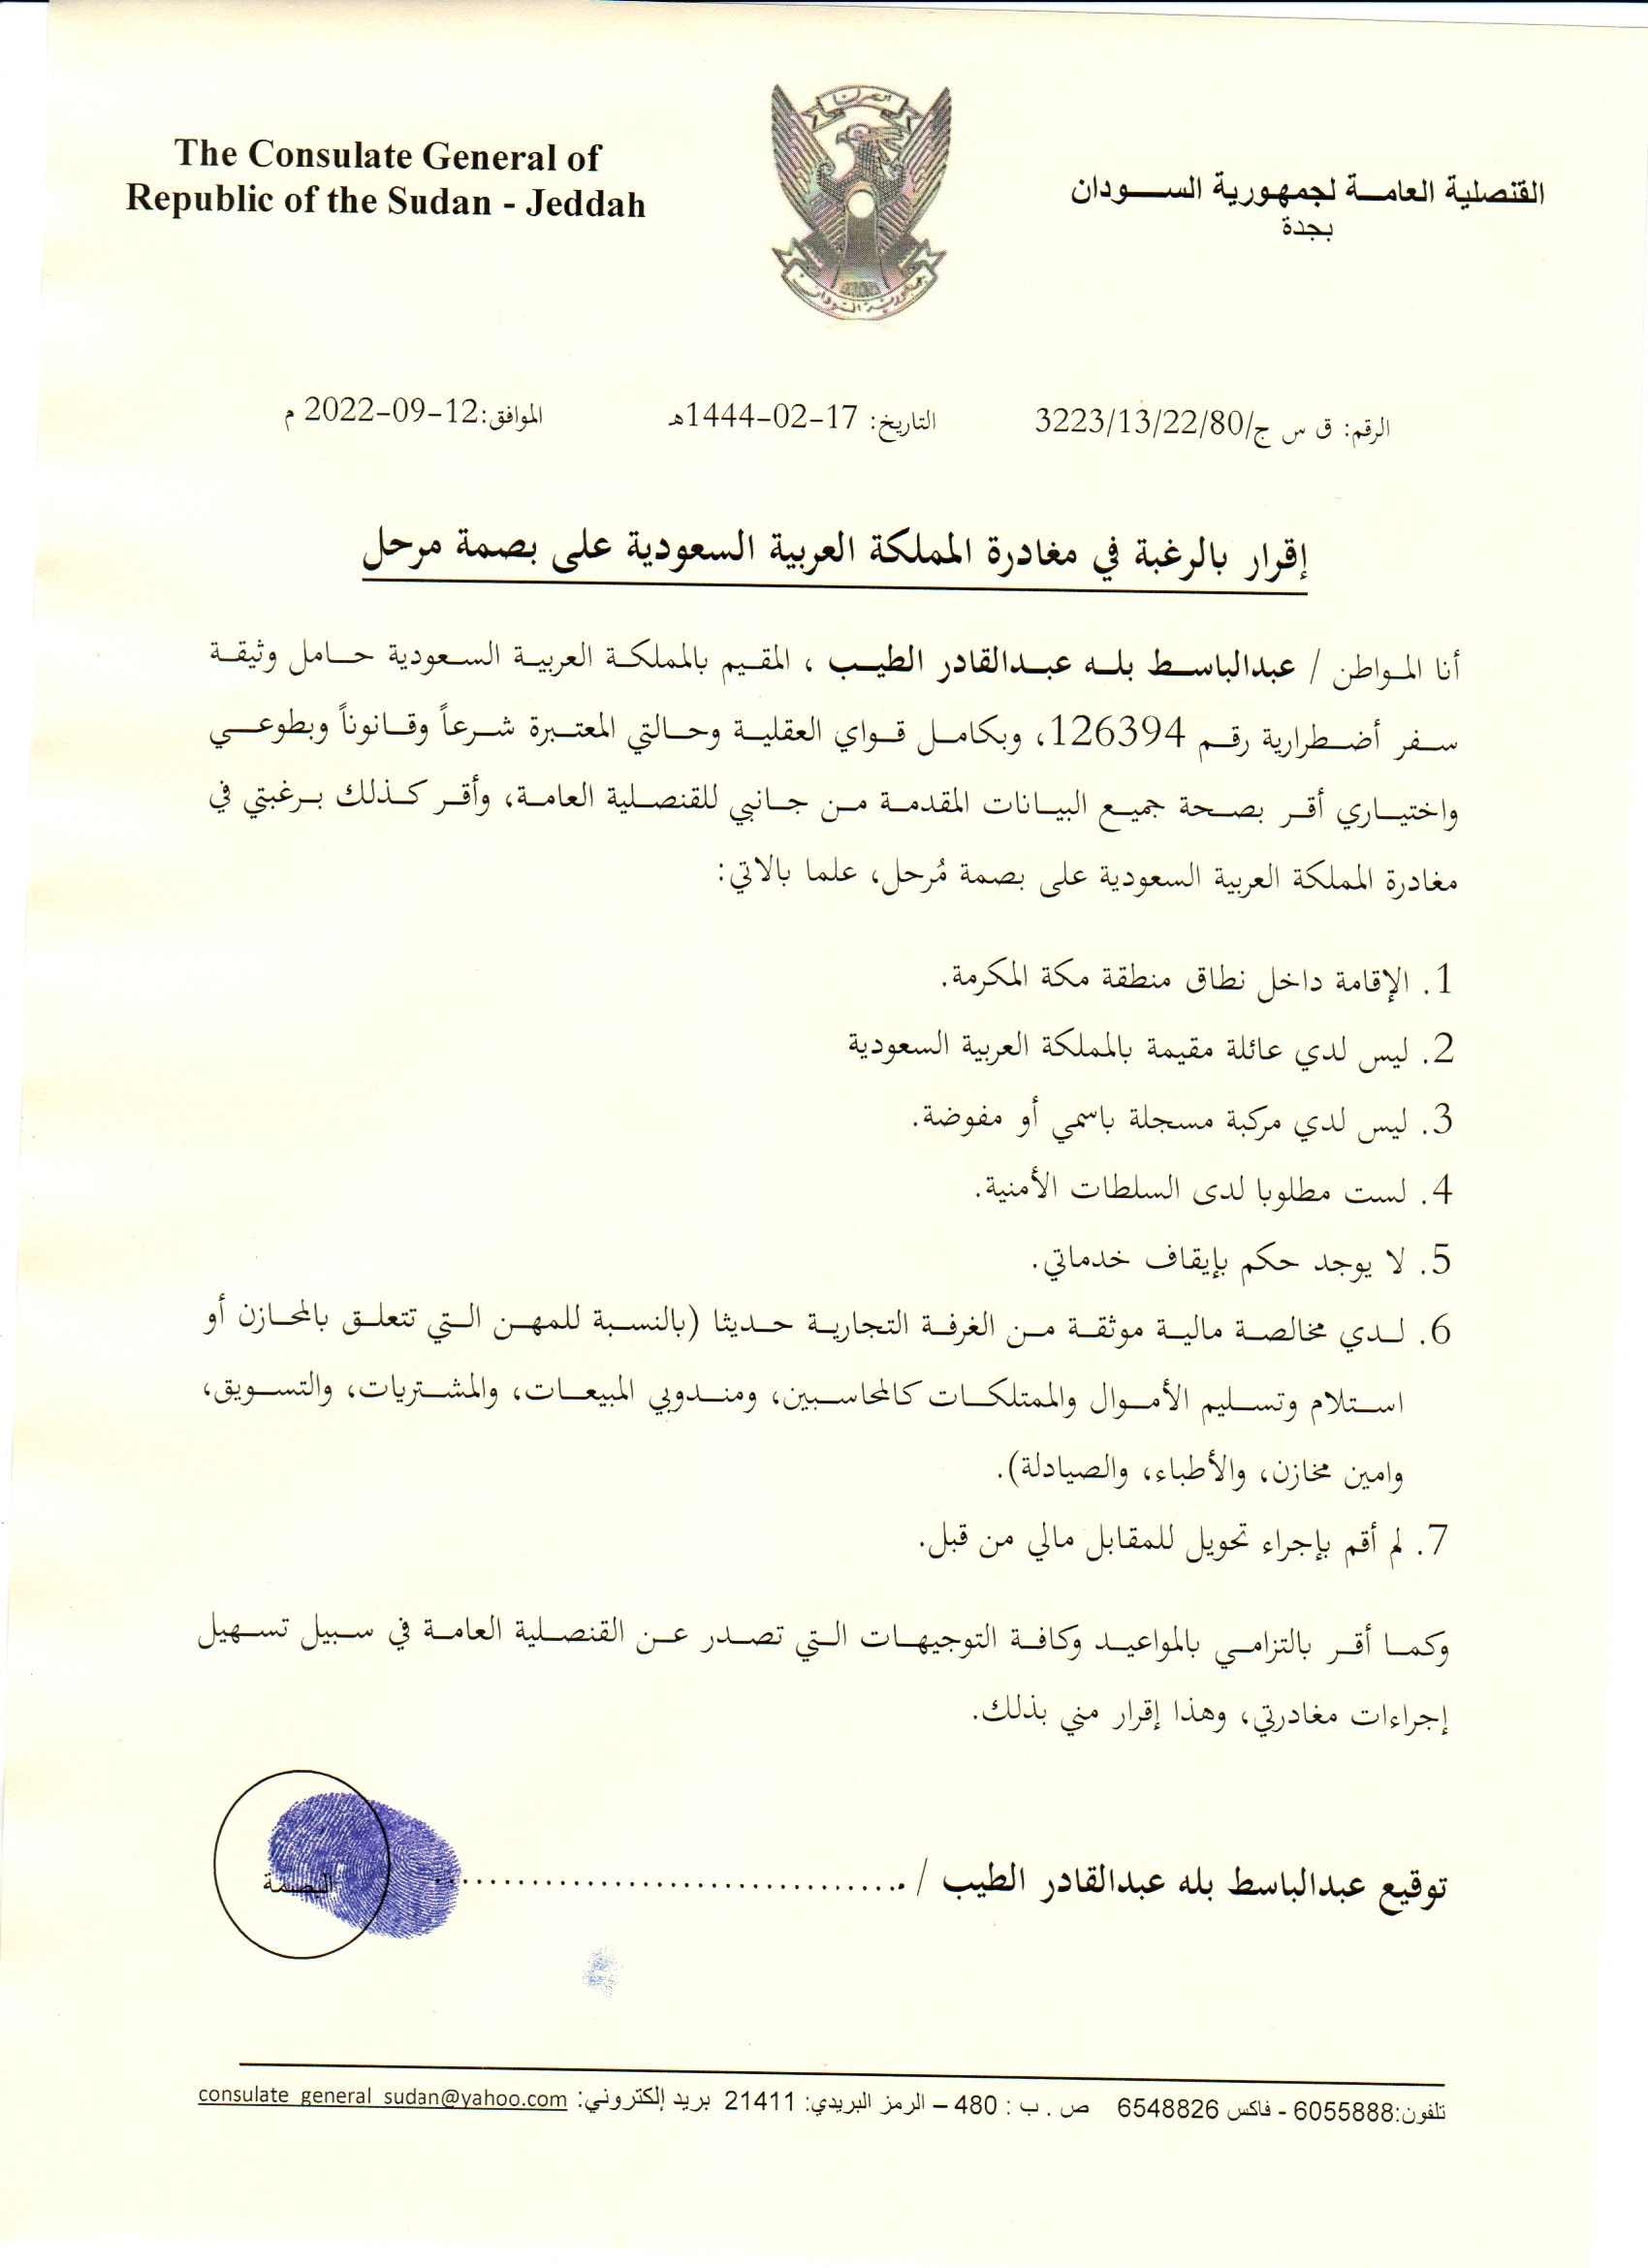 The Consulate General of
Republic of the Sudan - Jeddah
القنصلية العامة لجمهورية السودان
بجدة
النصر لنا
جمهورية السودان
الرقم: ق س ج/3223/13/22/80 التاريخ: 17-02-1444هـ الموافق:12-09-2022 م
إقرار بالرغبة في مغادرة المملكة العربية السعودية على بصمة مرحل
أنا المواطن / عبدالباسط بله عبدالقادر الطيب ، المقيم بالمملكة العربية السعودية حامل وثيقة
سفر أضطرارية رقم 126394، وبكامل قواي العقلية وحالتي المعتبرة شرعاً وقانوناً وبطوعي
واختياري أقر بصحة جميع البيانات المقدمة من جانبي للقنصلية العامة، وأقر كذلك برغبتي في
مغادرة المملكة العربية السعودية على بصمة مُرحل، علما بالاتي:
1. الإقامة داخل نطاق منطقة مكة المكرمة.
2. ليس لدي عائلة مقيمة بالمملكة العربية السعودية
3. ليس لدي مركبة مسجلة باسمي أو مفوضة.
4. لست مطلوبا لدى السلطات الأمنية.
5. لا يوجد حكم بإيقاف خدماتي.
6. لدي مخالصة مالية موثقة من الغرفة التجارية حديثا (بالنسبة للمهن التي تتعلق بالمخازن أو
استلام وتسليم الأموال والممتلكات كالمحاسبين، ومندوبي المبيعات، والمشتريات، والتسويق،
وامين مخازن، والأطباء، والصيادلة).
7. لم أقم بإجراء تحويل للمقابل مالي من قبل.
وكما أقر بالتزامي بالمواعيد وكافة التوجيهات التي تصدر عن القنصلية العامة في سبيل تسهيل
إجراءات مغادرتي، وهذا إقرار مني بذلك.
توقيع عبدالباسط بله عبدالقادر الطيب / ..................................
البصمة
تلفون:6055888 - فاكس 6548826 ص . ب : 480 – الرمز البريدي: 21411 بريد إلكتروني: consulate_general_sudan@yahoo.com